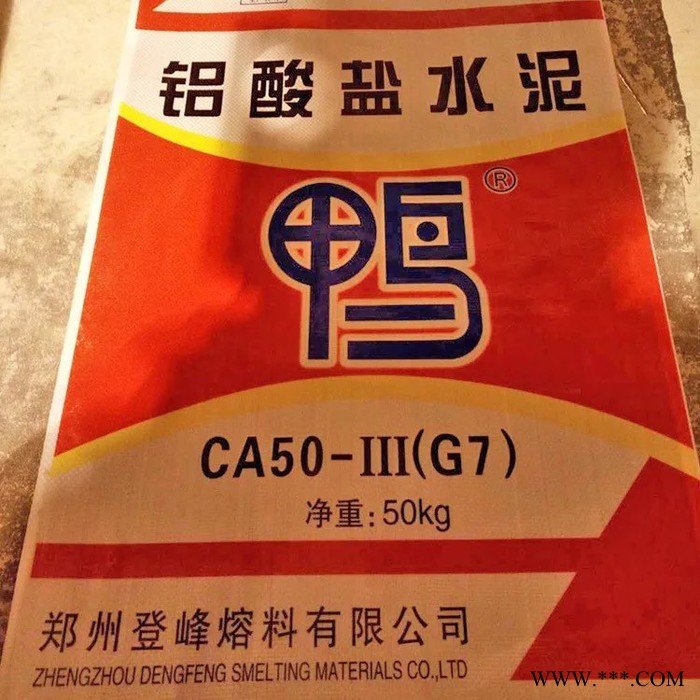 铝酸盐水泥
鸭®
CA50-III(G7)
净重:50kg
郑州登峰熔料有限公司
ZHENGZHOU DENGFENG SMELTING MATERIALS CO.,LTD
www.***.COM